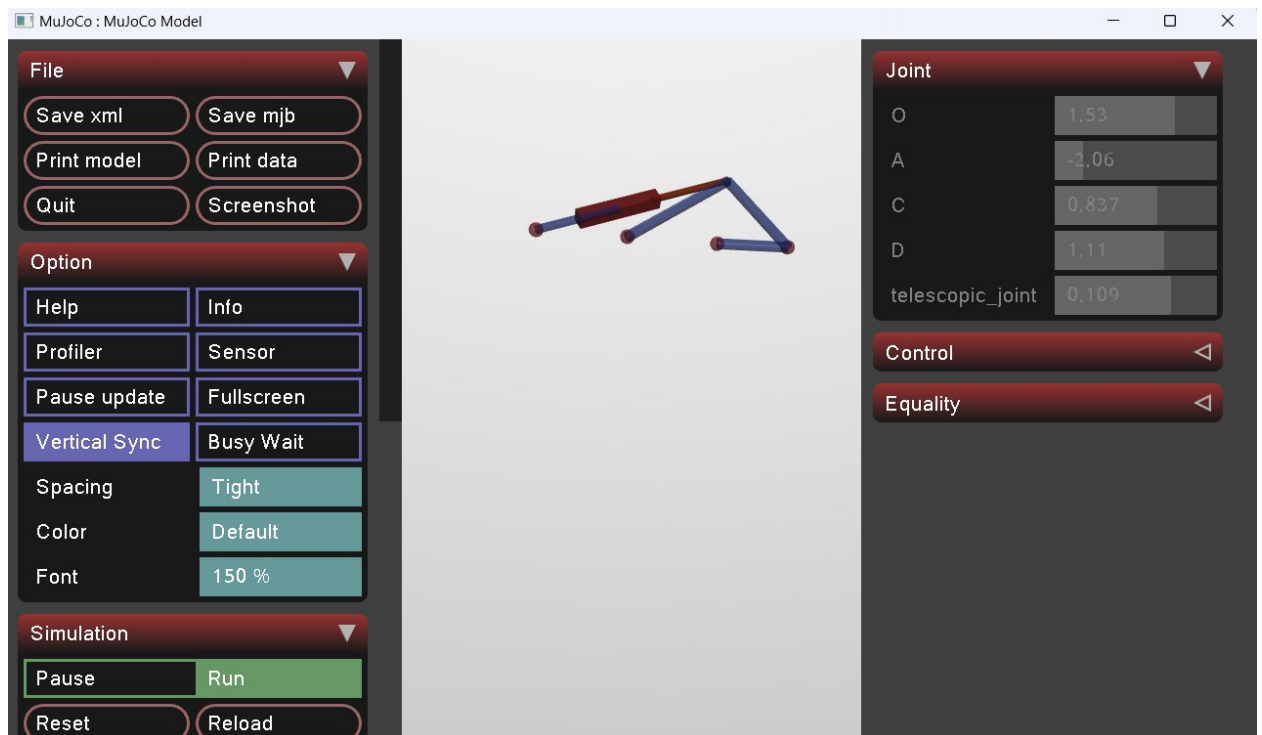 MuJoCo : MuJoCo Model
File
Save xml
Save mjb
Print model
Print data
Quit
Screenshot
Option
Help
Info
Profiler
Sensor
Pause update
Fullscreen
Vertical Sync
Busy Wait
Spacing
Tight
Color
Default
Font
150 %
Simulation
Pause
Run
Reset
Reload
Joint
O
1.53
A
-2.06
C
0.837
D
1.11
telescopic_joint
0.109
Control
Equality